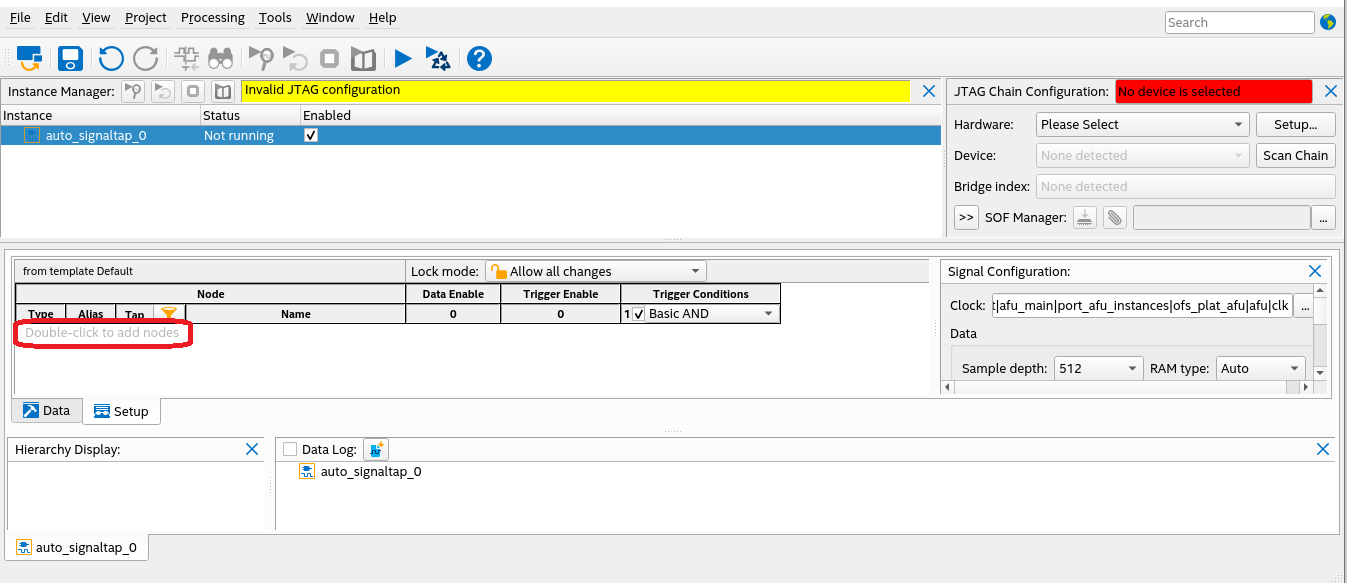 File Edit View Project Processing Tools Window Help
Search
Instance Manager: Invalid JTAG configuration
Instance Status Enabled
auto_signaltap_0 Not running
JTAG Chain Configuration: No device is selected
Hardware: Please Select Setup...
Device: None detected Scan Chain
Bridge index: None detected
>> SOF Manager: ...
from template Default Lock mode: Allow all changes
Node Data Enable Trigger Enable Trigger Conditions
Type Alias Tap Name 0 0 1 Basic AND
Double-click to add nodes
Signal Configuration:
Clock: t|afu_main|port_afu_instances|ofs_plat_afu|afu|clk ...
Data
Sample depth: 512 RAM type: Auto
Data Setup
Hierarchy Display:
Data Log:
auto_signaltap_0
auto_signaltap_0